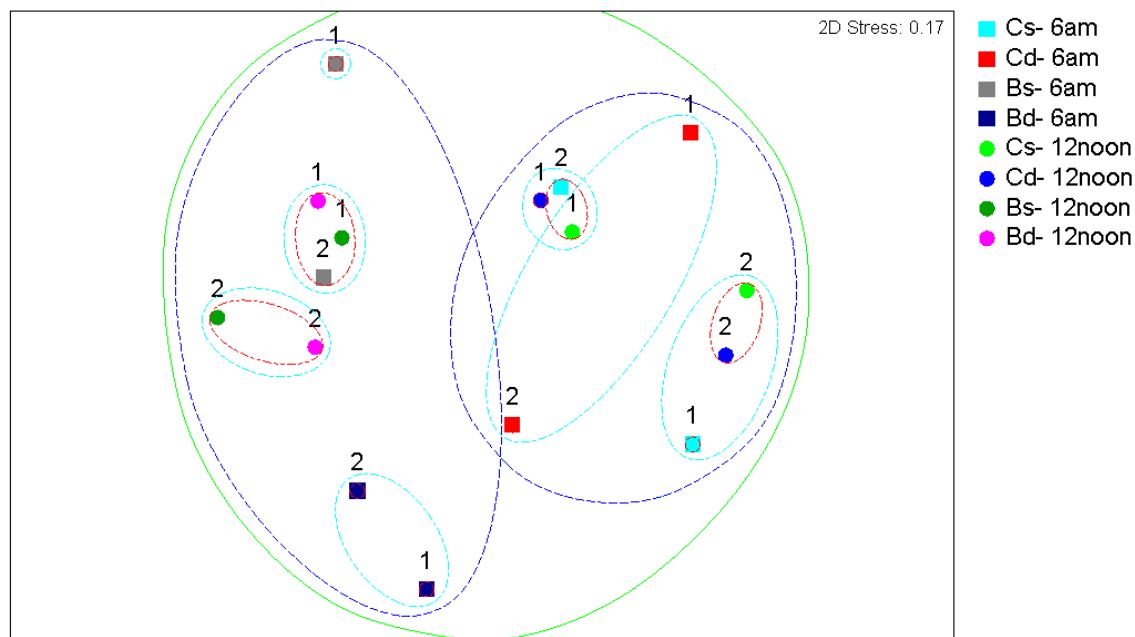 2D Stress: 0.17
1
1
2
1
1
1
1
2
2
2
2
2
2
1
2
1
Cs- 6am
Cd- 6am
Bs- 6am
Bd- 6am
Cs- 12noon
Cd- 12noon
Bs- 12noon
Bd- 12noon